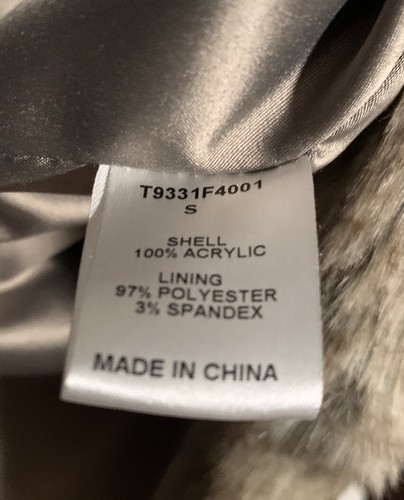 T9331F4001
S
SHELL
100% ACRYLIC
LINING
97% POLYESTER
3% SPANDEX
MADE IN CHINA